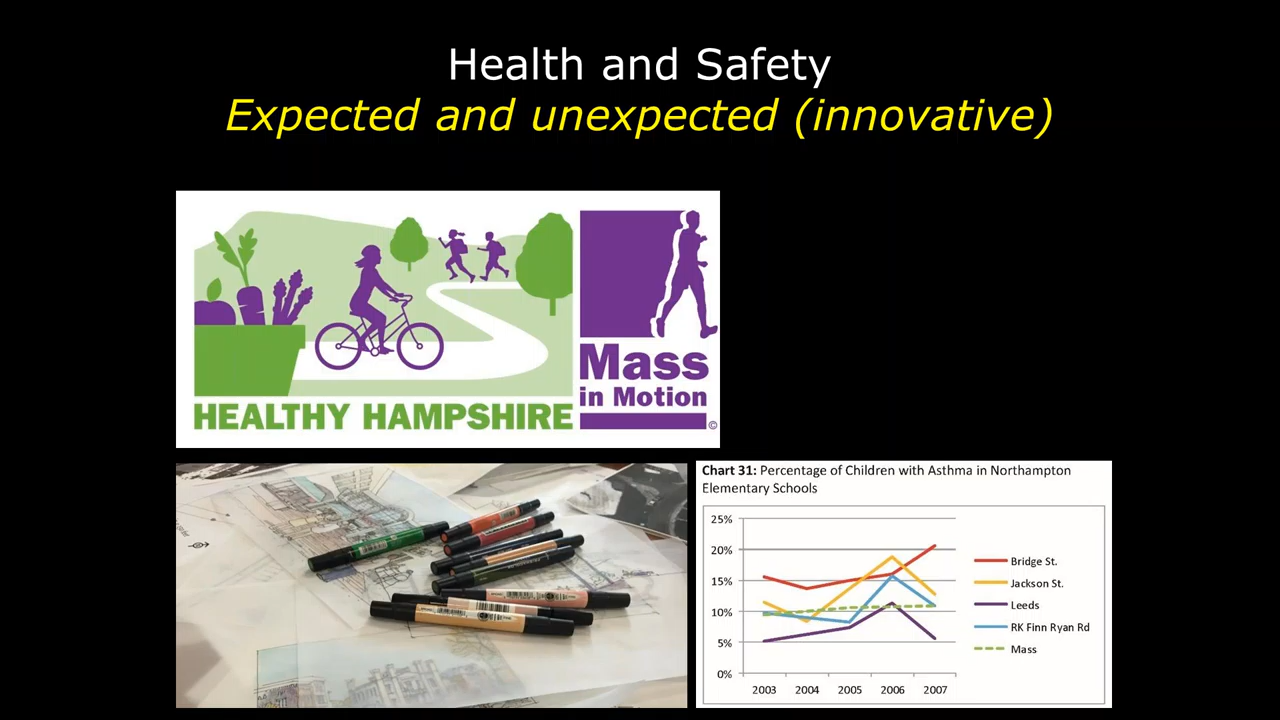 Health and Safety
Expected and unexpected (innovative)
HEALTHY HAMPSHIRE
Mass
in Motion
©
Chart 31: Percentage of Children with Asthma in Northampton
Elementary Schools
25%
20%
15%
10%
5%
0%
2003 2004 2005 2006 2007
Bridge St.
Jackson St.
Leeds
RK Finn Ryan Rd
Mass